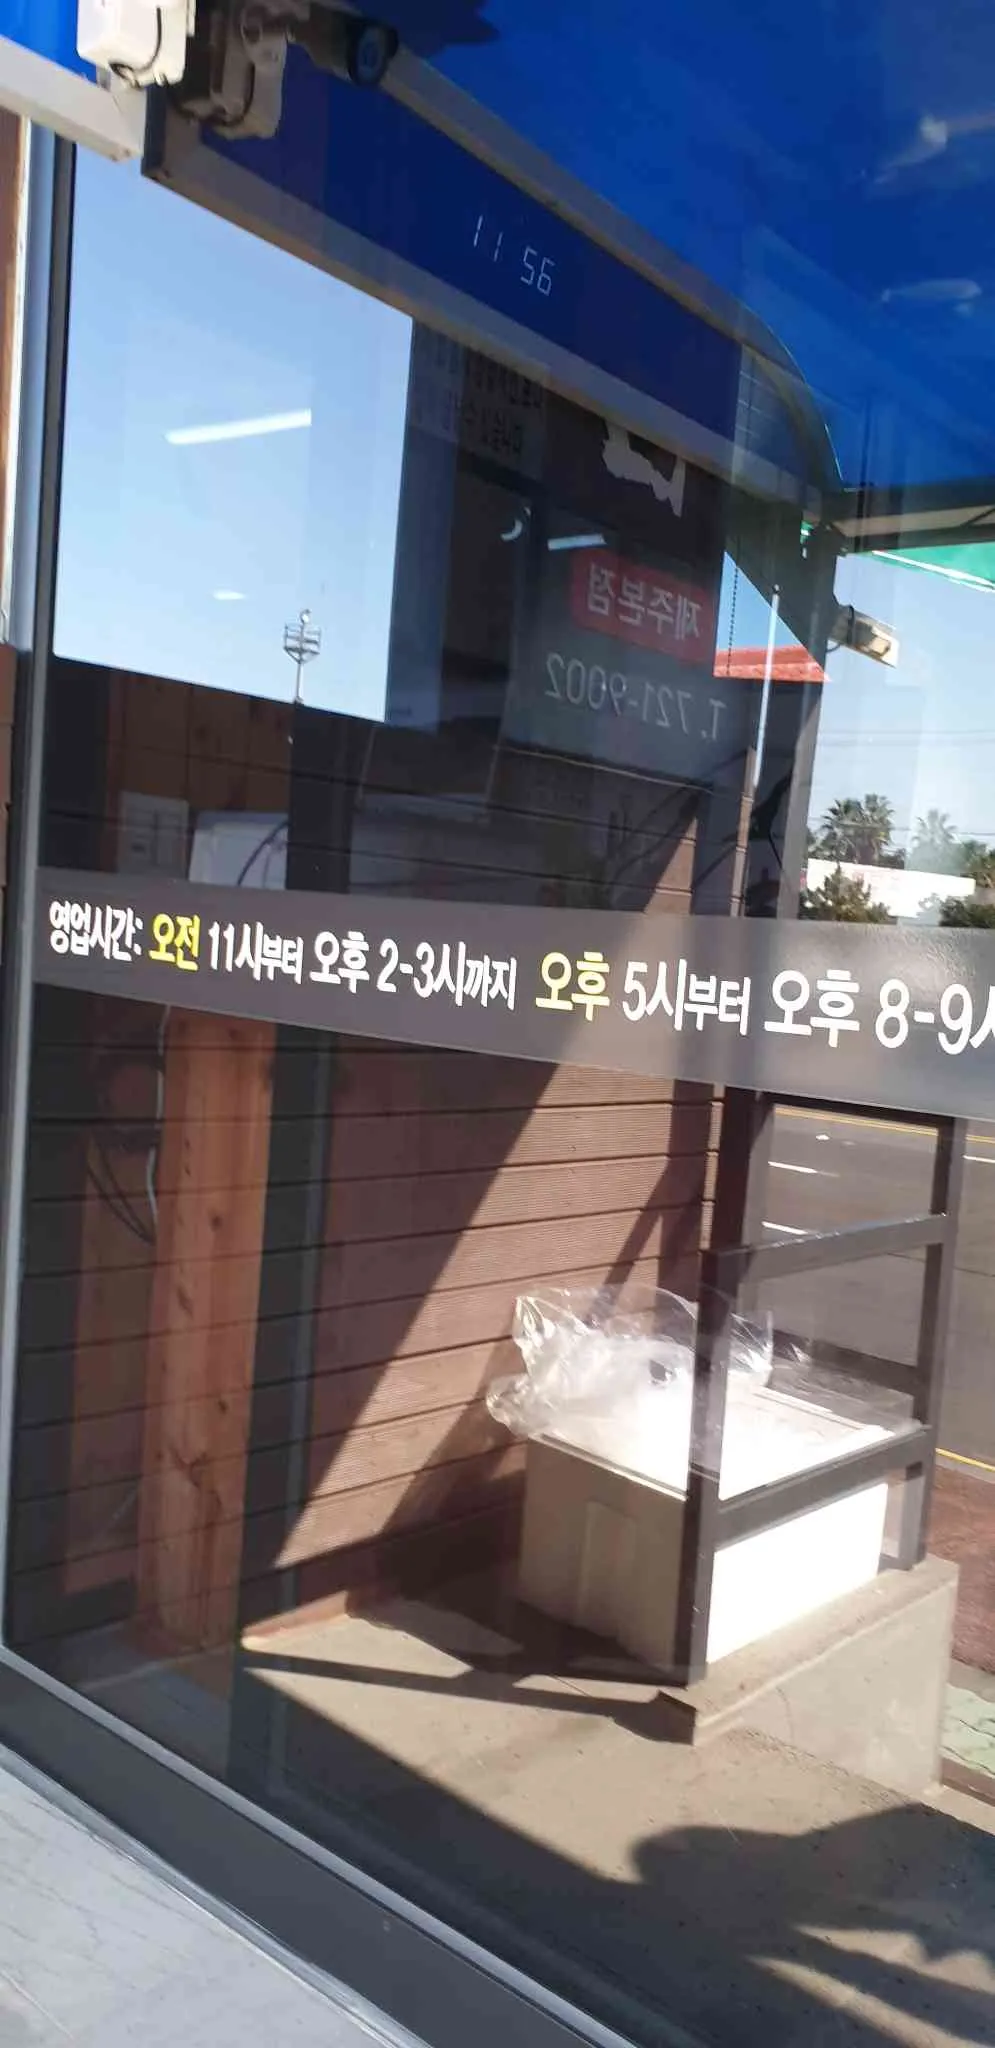 11 56
제주본점
T.721-9002
영업시간: 오전 11시부터 오후 2-3시까지 오후 5시부터 오후 8-9시